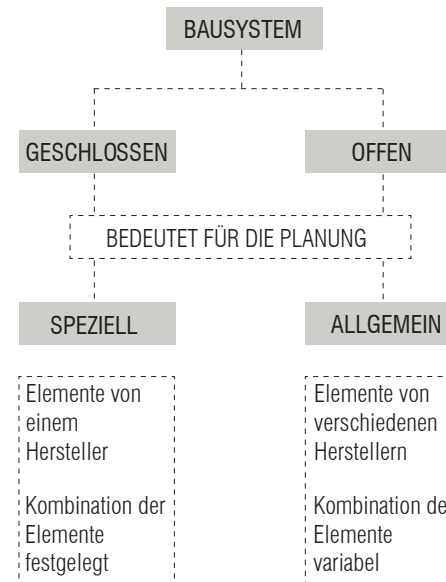 BAUSYSTEM
GESCHLOSSEN
OFFEN
BEDEUTET FÜR DIE PLANUNG
SPEZIELL
ALLGEMEIN
Elemente von
einem
Hersteller
Kombination der
Elemente
festgelegt
Elemente von
verschiedenen
Herstellern
Kombination
Elemente
variabel